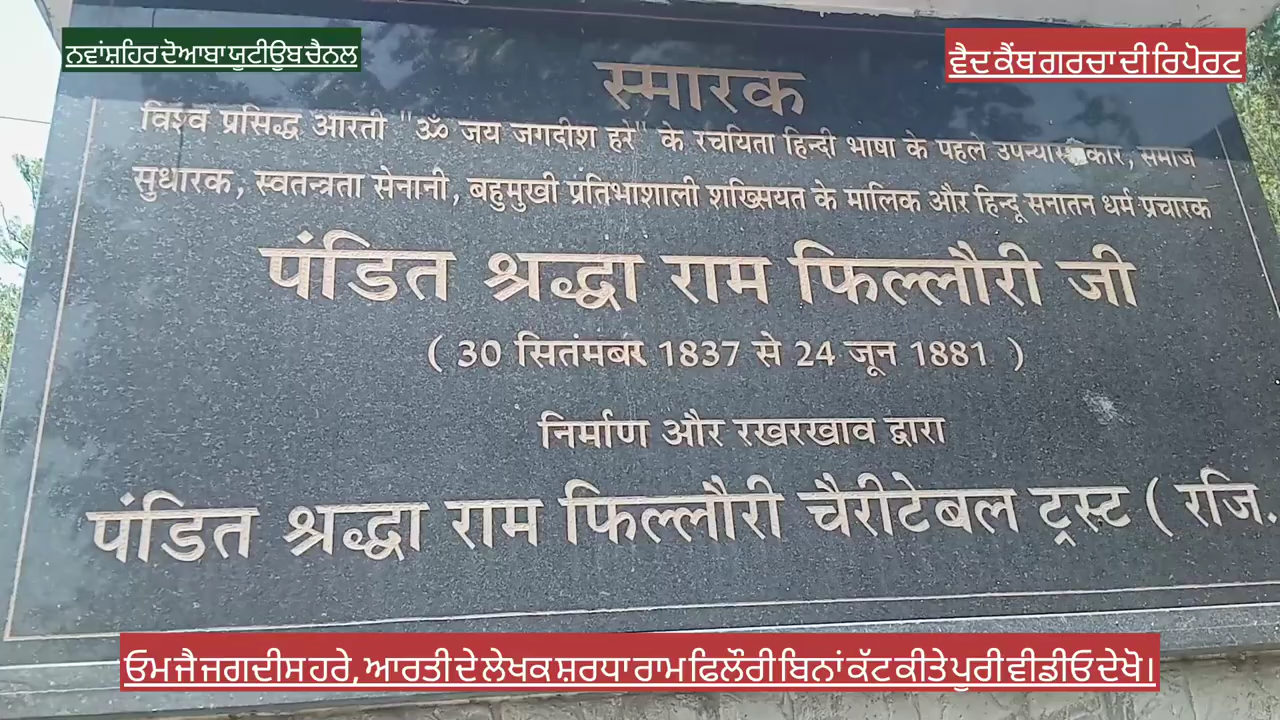 ਨਵਾਂਸ਼ਹਿਰ ਦੋਆਬਾ ਯੂਟੀਉਬ ਚੈਨਲ
ਵੈਦ ਕੈਂਥ ਗਰਚਾ ਦੀ ਰਿਪੋਰਟ
स्मारक
विश्व प्रसिद्ध आरती "ॐ जय जगदीश हरे" के रचयिता हिन्दी भाषा के पहले उपन्यासकार, समाज
सुधारक, स्वतन्त्रता सेनानी, बहुमुखी प्रतिभाशाली शख्सियत के मालिक और हिन्दू सनातन धर्म प्रचारक
पंडित श्रद्धा राम फिल्लौरी जी
( 30 सितंमबर 1837 से 24 जून 1881 )
निर्माण और रखरखाव द्वारा
पंडित श्रद्धा राम फिल्लौरी चैरीटेबल ट्रस्ट ( रजि.
ਓਮ ਜੈ ਜਗਦੀਸ ਹਰੇ, ਆਰਤੀ ਦੇ ਲੇਖਕ ਸ਼ਰਧਾ ਰਾਮ ਫਿਲੌਰੀ ਬਿਨਾਂ ਕੱਟ ਕੀਤੇ ਪੁਰੀ ਵੀਡੀਓ ਦੇਖੋ।